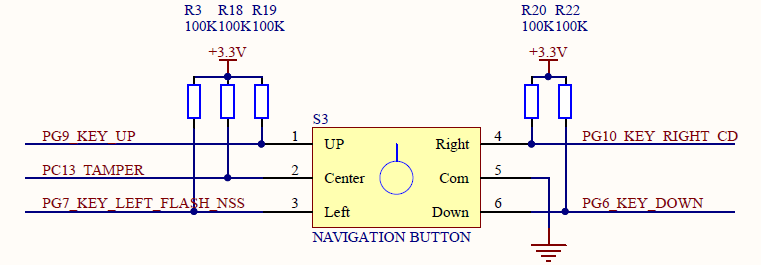 R3 R18 R19
100K100K100K
+3.3V
R20 R22
100K100K
+3.3V
S3
PG9_KEY_UP 1 UP Right 4 PG10_KEY_RIGHT_CD
PC13_TAMPER 2 Center Com 5
PG7_KEY_LEFT_FLASH_NSS 3 Left Down 6 PG6_KEY_DOWN
NAVIGATION BUTTON